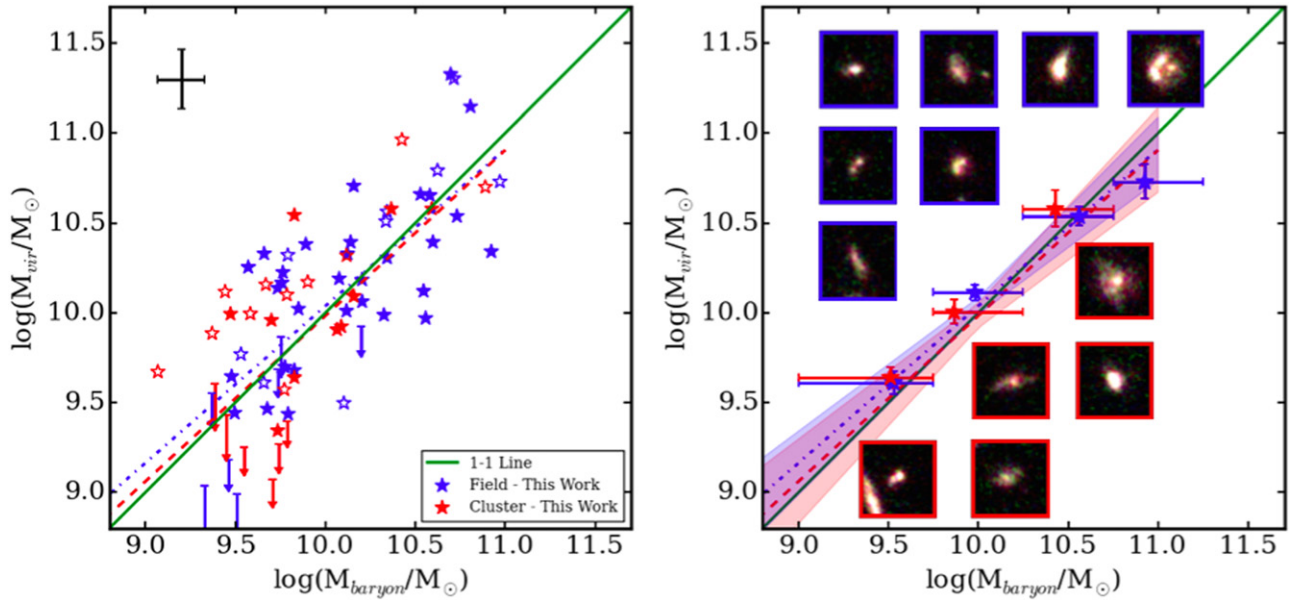 11.5
11.0
10.5
10.0
9.5
9.0
log(M_vir/M_⊙)
1-1 Line
Field - This Work
Cluster - This Work
9.0 9.5 10.0 10.5 11.0 11.5
log(M_baryon/M_⊙)
11.5
11.0
10.5
10.0
9.5
9.0
log(M_vir/M_⊙)
9.0 9.5 10.0 10.5 11.0 11.5
log(M_baryon/M_⊙)